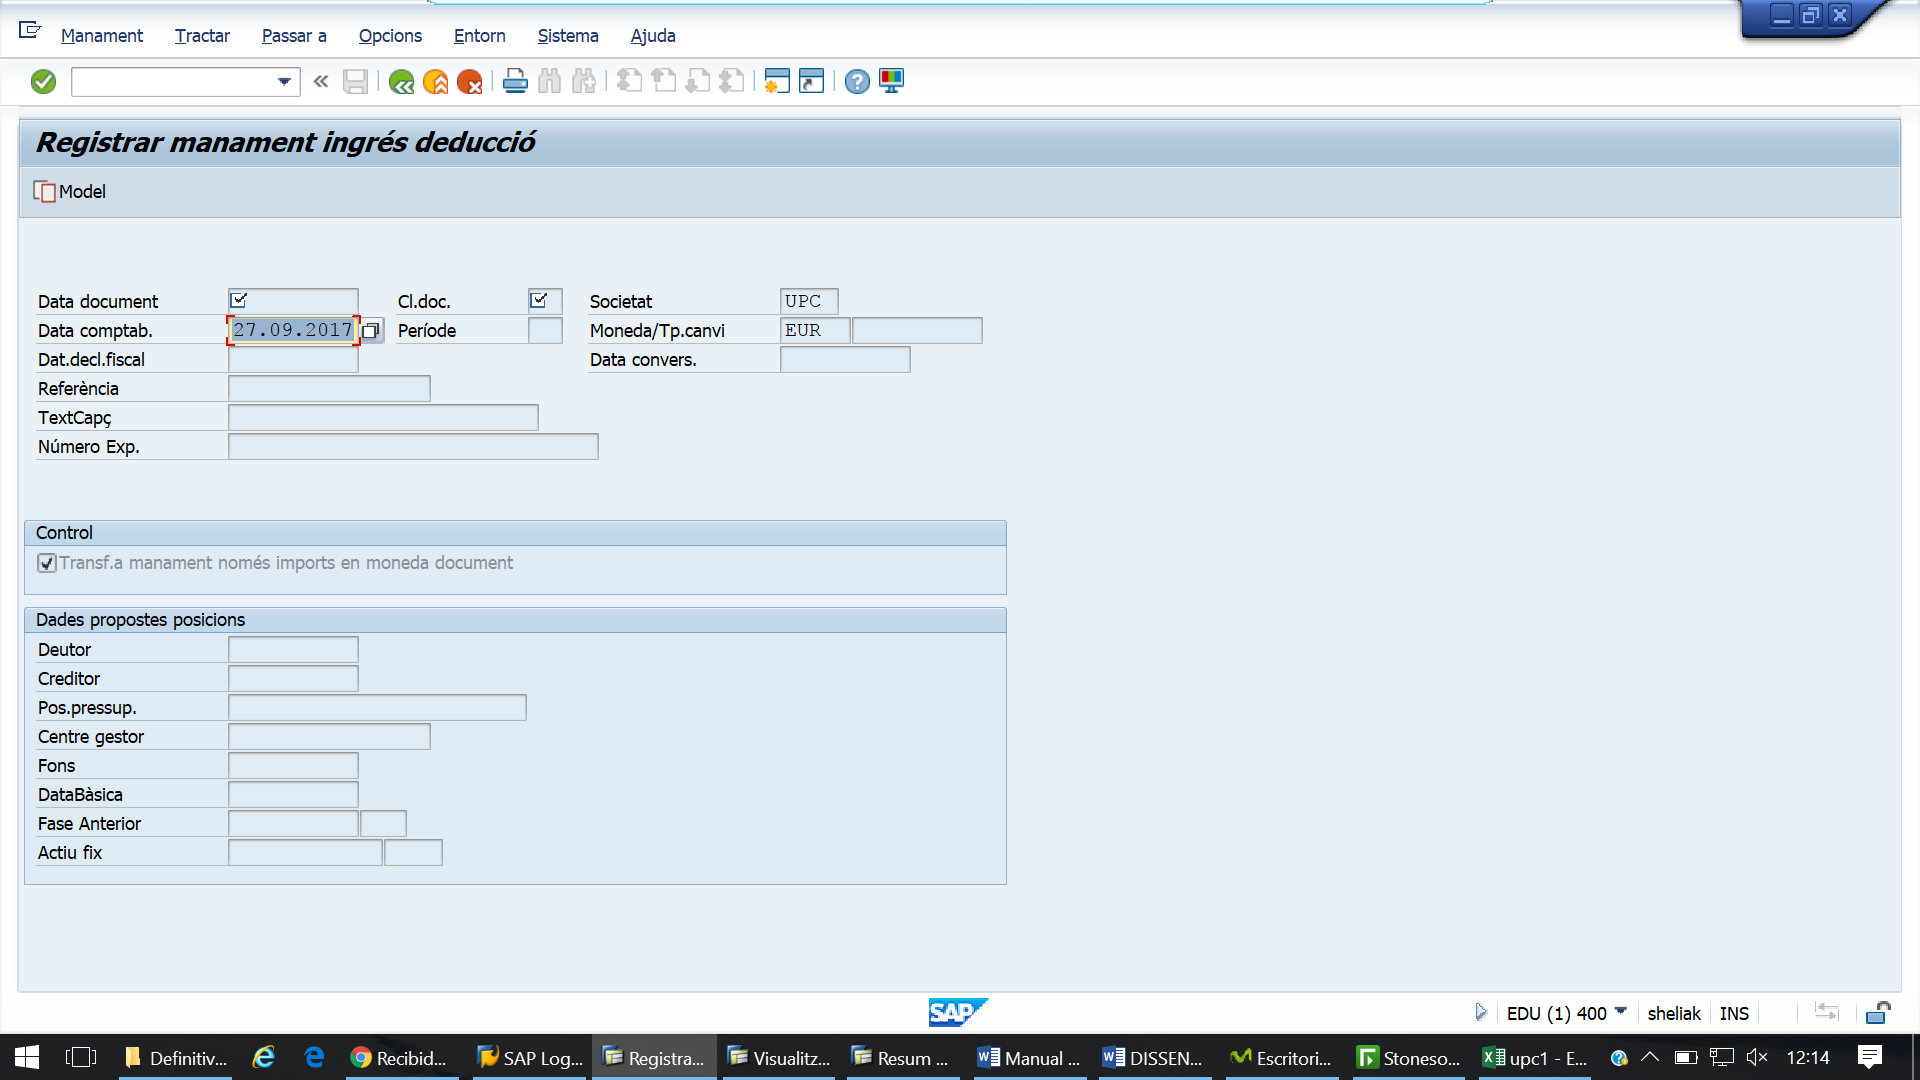 Manament Tractar Passar a Opcions Entorn Sistema Ajuda
Registrar manament ingrés deducció
Model
Data document Cl.doc. Societat UPC
Data comptab. 27.09.2017 Període Moneda/Tp.canvi EUR
Dat.decl.fiscal Data convers.
Referència
TextCapç
Número Exp.
Control
Transf.a manament només imports en moneda document
Dades propostes posicions
Deutor
Creditor
Pos.pressup.
Centre gestor
Fons
DataBàsica
Fase Anterior
Actiu fix
SAP EDU (1) 400 sheliak INS
Definitiv... Recibid... SAP Log... Registra... Visualitz... Resum ... Manual ... DISSEN... Escritori... Stoneso... upc1 - E... 12:14